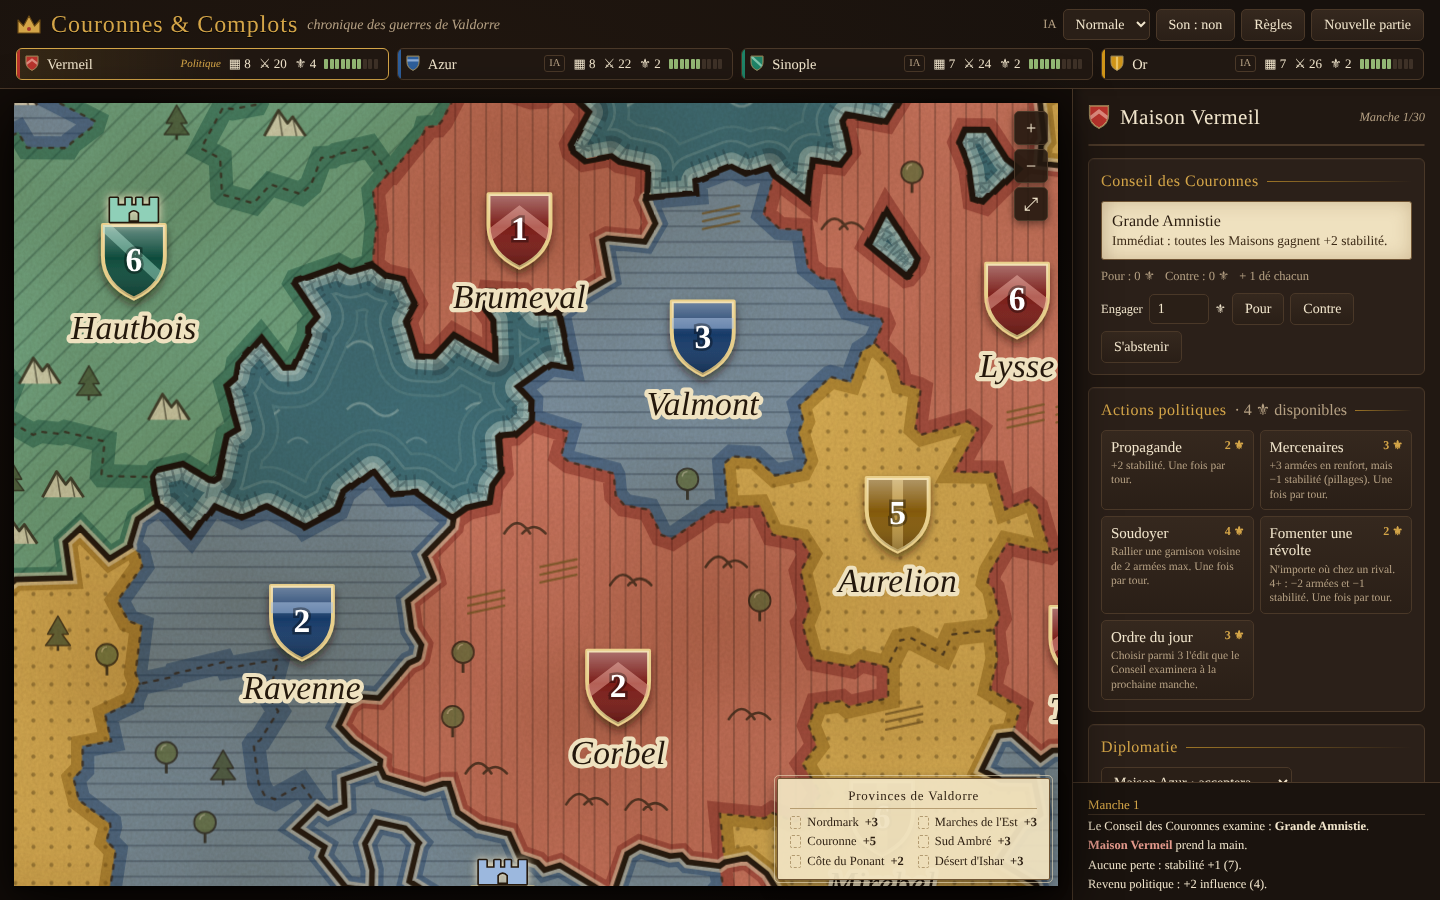 Couronnes & Complots chronique des guerres de Valdorre
IA Normale Son : non Règles Nouvelle partie
Vermeil Politique 8 20 4
Azur IA 8 22 2
Sinople IA 7 24 2
Or IA 7 26 2
+
−
6
Hautbois
1
Brumeval
3
Valmont
6
Lysse
5
Aurelion
2
Ravenne
2
Corbel
Mirabel
Provinces de Valdorre
Nordmark +3 Marches de l'Est +3
Couronne +5 Sud Ambré +3
Côte du Ponant +2 Désert d'Ishar +3
Maison Vermeil Manche 1/30
Conseil des Couronnes
Grande Amnistie
Immédiat : toutes les Maisons gagnent +2 stabilité.
Pour : 0 ⚜ Contre : 0 ⚜ + 1 dé chacun
Engager 1 ⚜ Pour Contre
S'abstenir
Actions politiques · 4 ⚜ disponibles
Propagande 2 ⚜
+2 stabilité. Une fois par
tour.
Mercenaires 3 ⚜
+3 armées en renfort, mais
−1 stabilité (pillages). Une
fois par tour.
Soudoyer 4 ⚜
Rallier une garnison voisine
de 2 armées max. Une fois
par tour.
Fomenter une 2 ⚜
révolte
N'importe où chez un rival.
4+ : −2 armées et −1
stabilité. Une fois par tour.
Ordre du jour 3 ⚜
Choisir parmi 3 l'édit que le
Conseil examinera à la
prochaine manche.
Diplomatie
Maison Azur : acceptera
Manche 1
Le Conseil des Couronnes examine : Grande Amnistie.
Maison Vermeil prend la main.
Aucune perte : stabilité +1 (7).
Revenu politique : +2 influence (4).